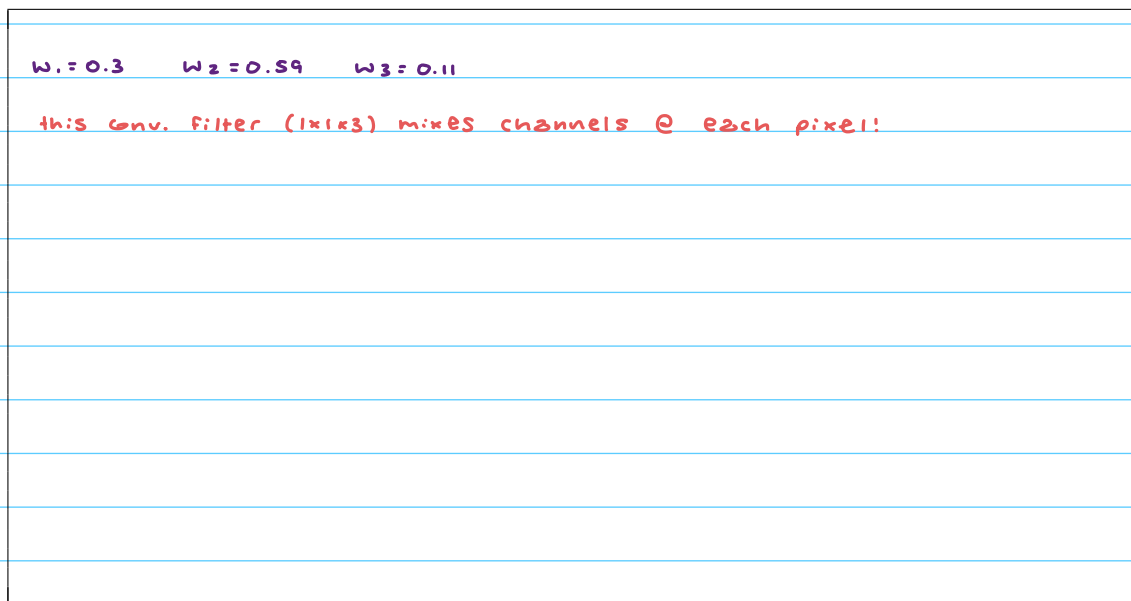 w1=0.3 w2=0.59 w3=0.11
this conv. filter (1x1x3) mixes channels @ each pixel!